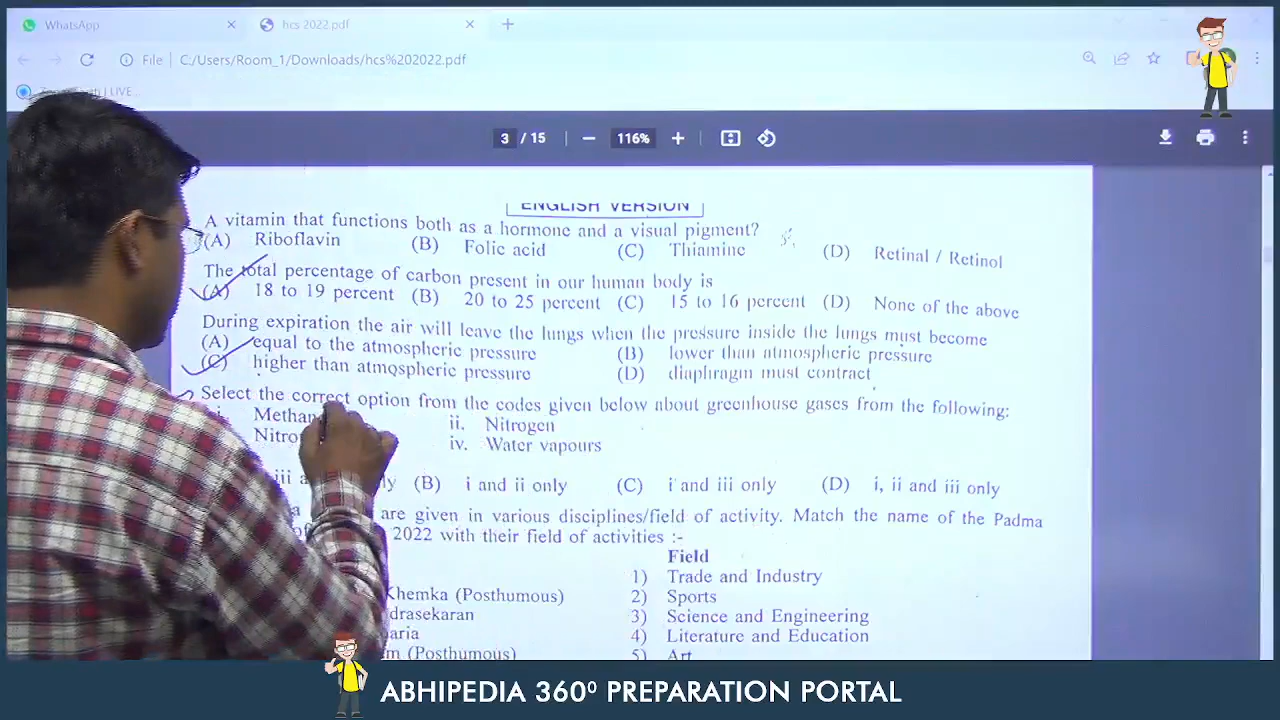 WhatsApp
hcs 2022.pdf
File | C:/Users/Room_1/Downloads/hcs%202022.pdf
| LIVE...
3 / 15
116%
ENGLISH VERSION
A vitamin that functions both as a hormone and a visual pigment?
(A) Riboflavin (B) Folic acid (C) Thiamine (D) Retinal / Retinol
The total percentage of carbon present in our human body is
(A) 18 to 19 percent (B) 20 to 25 percent (C) 15 to 16 percent (D) None of the above
During expiration the air will leave the lungs when the pressure inside the lungs must become
(A) equal to the atmospheric pressure (B) lower than atmospheric pressure
(C) higher than atmospheric pressure (D) diaphragm must contract
Select the correct option from the codes given below about greenhouse gases from the following:
i. ii. Nitrogen
iv. Water vapours
iii (B) i and ii only (C) i and iii only (D) i, ii and iii only
are given in various disciplines/field of activity. Match the name of the Padma
2022 with their field of activities :-
Field
1) Trade and Industry
Khemka (Posthumous) 2) Sports
drasekaran 3) Science and Engineering
aria 4) Literature and Education
m (Posthumous) 5) Art
ABHIPEDIA 360⁰ PREPARATION PORTAL